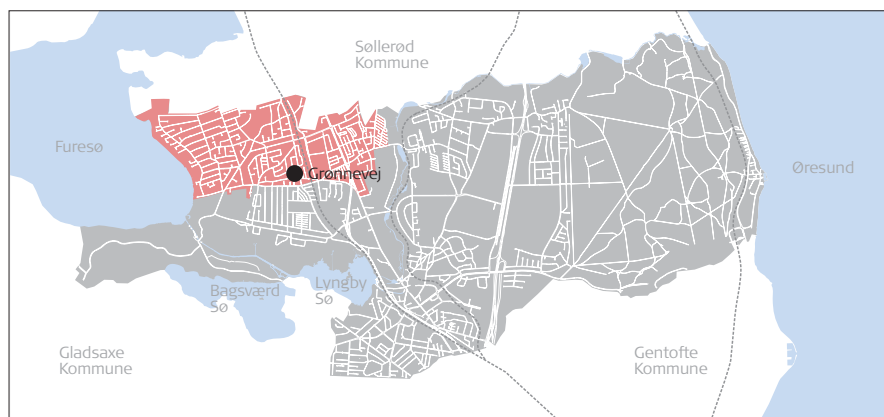 Søllerød
Kommune
Furesø
Grønnevej
Øresund
Bagsværd
Sø
Lyngby
Sø
Gladsaxe
Kommune
Gentofte
Kommune